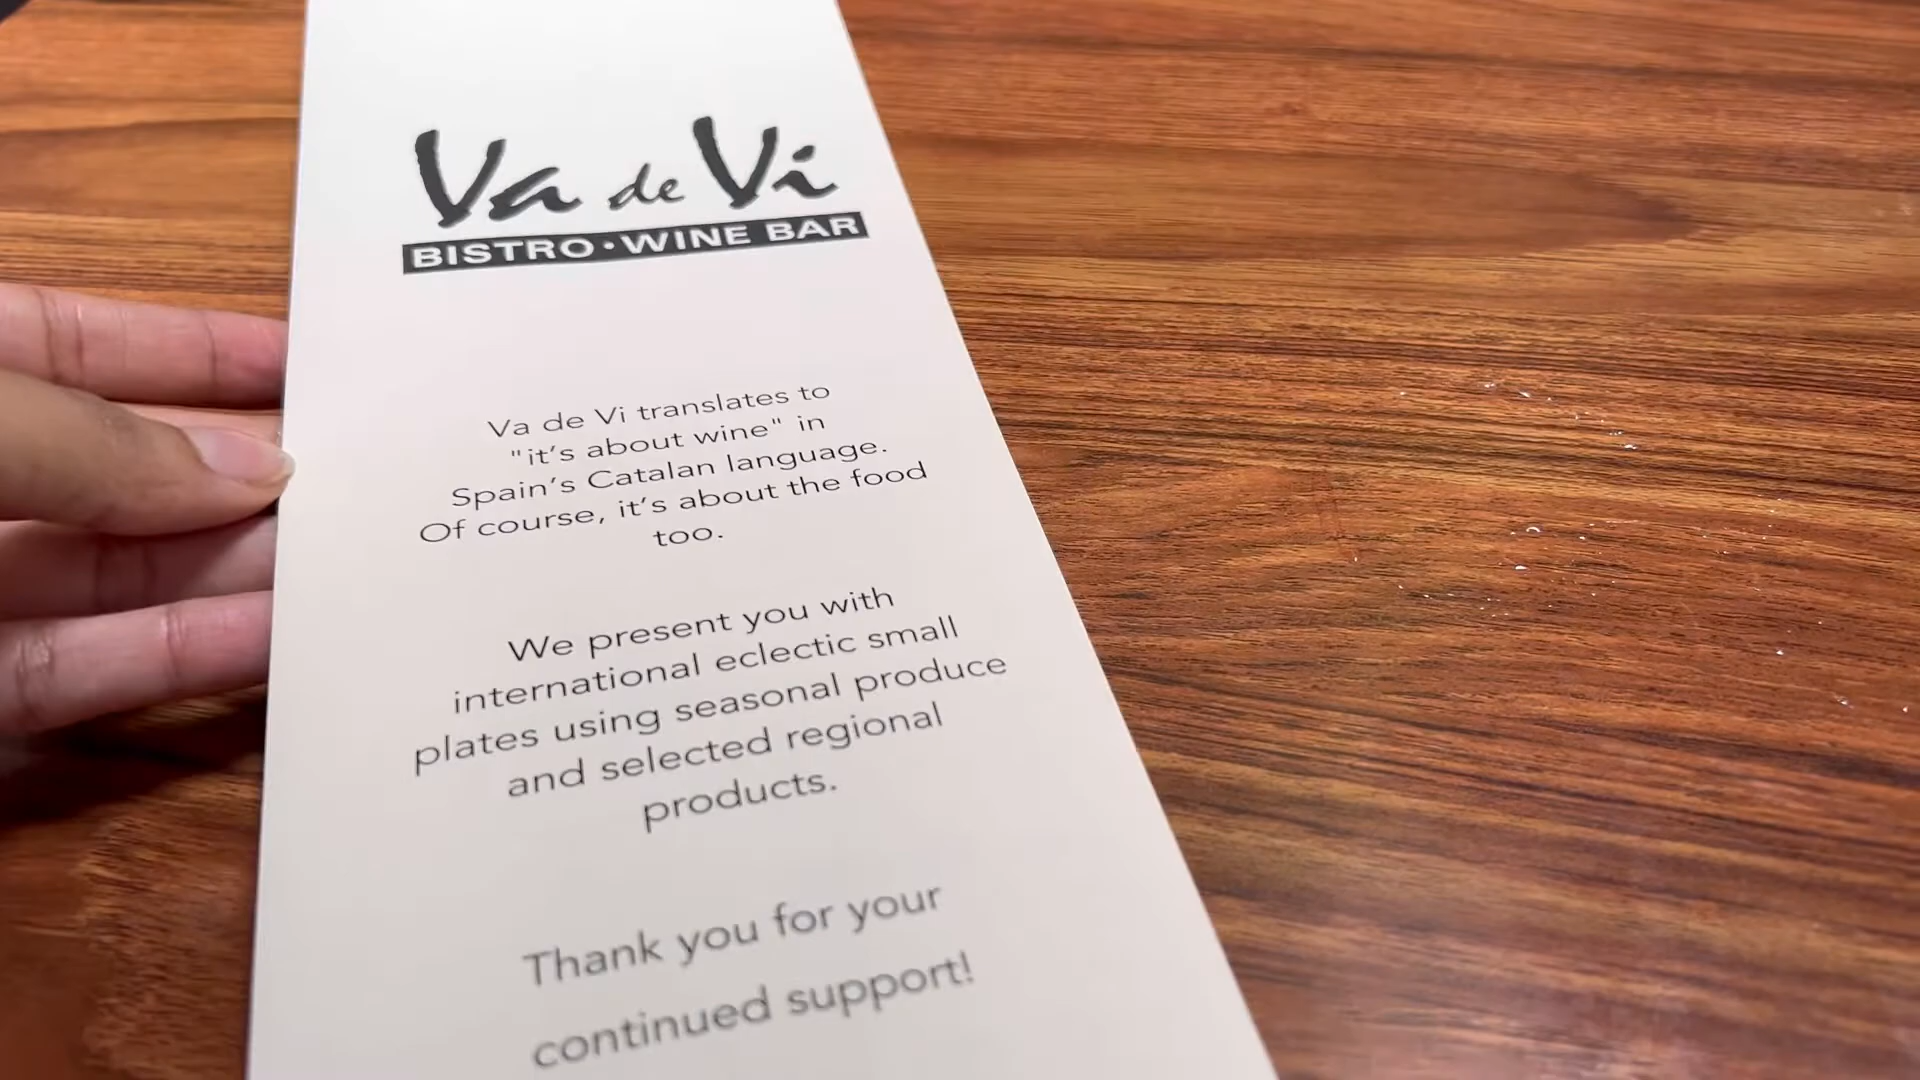 Va de Vi
BISTRO • WINE BAR
Va de Vi translates to
"it's about wine" in
Spain's Catalan language.
Of course, it's about the food
too.
We present you with
international eclectic small
plates using seasonal produce
and selected regional
products.
Thank you for your
continued support!